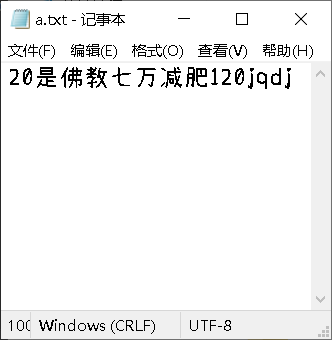 a.txt - 记事本
文件(F) 编辑(E) 格式(O) 查看(V) 帮助(H)
20是佛教七万减肥120jqdj
100 Windows (CRLF) UTF-8